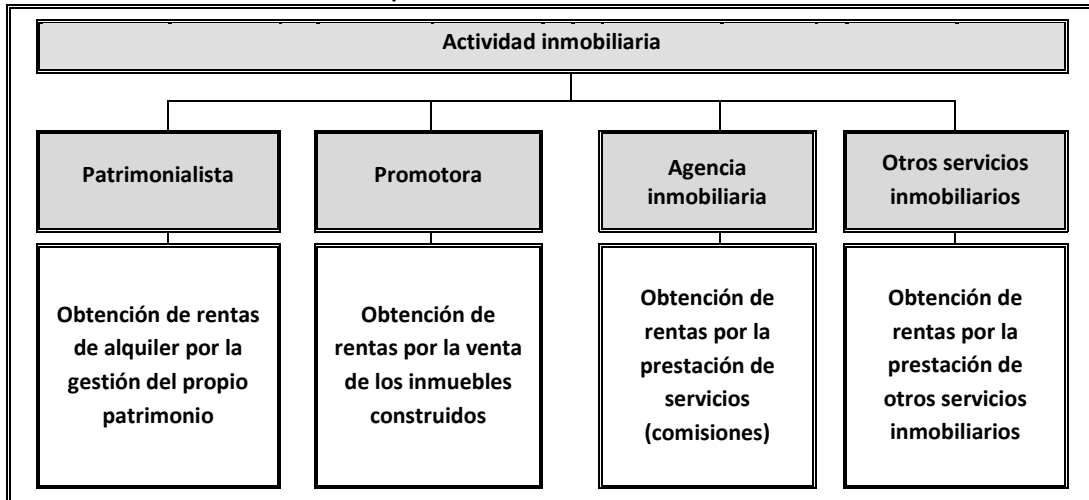 Actividad inmobiliaria
Patrimonialista
Promotora
Agencia
inmobiliaria
Otros servicios
inmobiliarios
Obtención de rentas
de alquiler por la
gestión del propio
patrimonio
Obtención de
rentas por la venta
de los inmuebles
construidos
Obtención de
rentas por la
prestación de
servicios
(comisiones)
Obtención de
rentas por la
prestación de
otros servicios
inmobiliarios